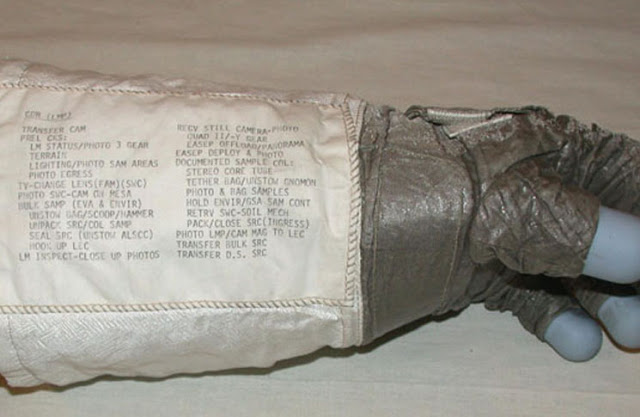 CDR (LMP)
TRANSFER CAM
PREL CKS:
LM STATUS/PHOTO 3 GEAR
TERRAIN
LIGHTING/PHOTO SAM AREAS
PHOTO EGRESS
TV-CHANGE LENS(FAM)(SWC)
PHOTO SWC-CAM ON MESA
BULK SAMP (EVA & ENVIR)
UNSTOW BAG/SCOOP/HAMMER
UNPACK SRC/COL SAMP
SEAL SRC (UNSTOW ALSCC)
HOOK UP LEC
LM INSPECT-CLOSE UP PHOTOS
RECV STILL CAMERA-PHOTO
QUAD II/-Y GEAR
EASEP OFFLOAD/PANORAMA
EASEP DEPLOY & PHOTO
DOCUMENTED SAMPLE COL:
STEREO CORE TUBE
TETHER BAG/UNSTOW GNOMON
PHOTO & BAG SAMPLES
HOLD ENVIR/GSA SAM CONT
RETRV SWC-SOIL MECH
PACK/CLOSE SRC(INGRESS)
PHOTO LMP/CAM MAG TO LEC
TRANSFER BULK SRC
TRANSFER D.S. SRC